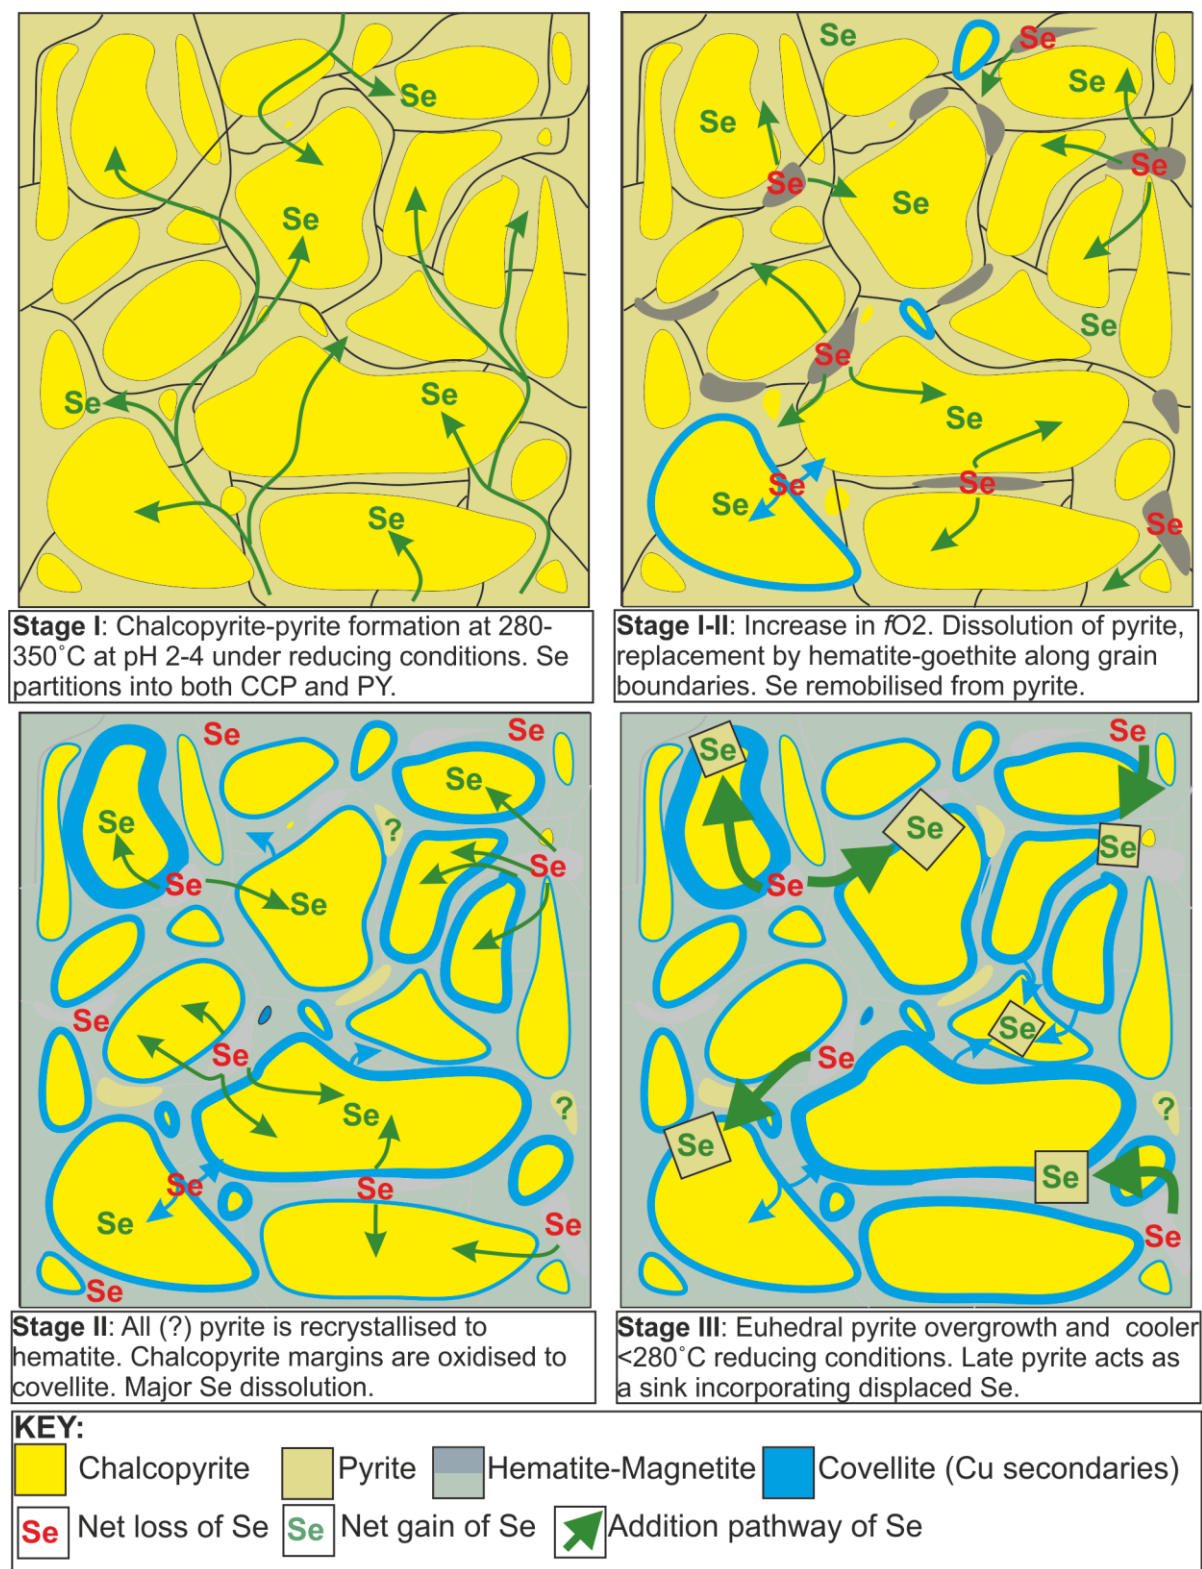 Se
Se
Se
Se
Se
Stage I: Chalcopyrite-pyrite formation at 280-
350˚C at pH 2-4 under reducing conditions. Se
partitions into both CCP and PY.
Se
Se
Se
Se
Se
Se
Se
Se
Se
Se
Se
Se
Se
Se
Stage I-II: Increase in fO2. Dissolution of pyrite,
replacement by hematite-goethite along grain
boundaries. Se remobilised from pyrite.
Se
Se
Se
Se
?
Se
Se
Se
Se
Se
Se
?
Se
Se
Se
Se
Se
Stage II: All (?) pyrite is recrystallised to
hematite. Chalcopyrite margins are oxidised to
covellite. Major Se dissolution.
Se
Se
Se
Se
Se
Se
Se
?
Se
Se
Se
Stage III: Euhedral pyrite overgrowth and cooler
<280˚C reducing conditions. Late pyrite acts as
a sink incorporating displaced Se.
KEY:
Chalcopyrite Pyrite Hematite-Magnetite Covellite (Cu secondaries)
Se Net loss of Se Se Net gain of Se Addition pathway of Se